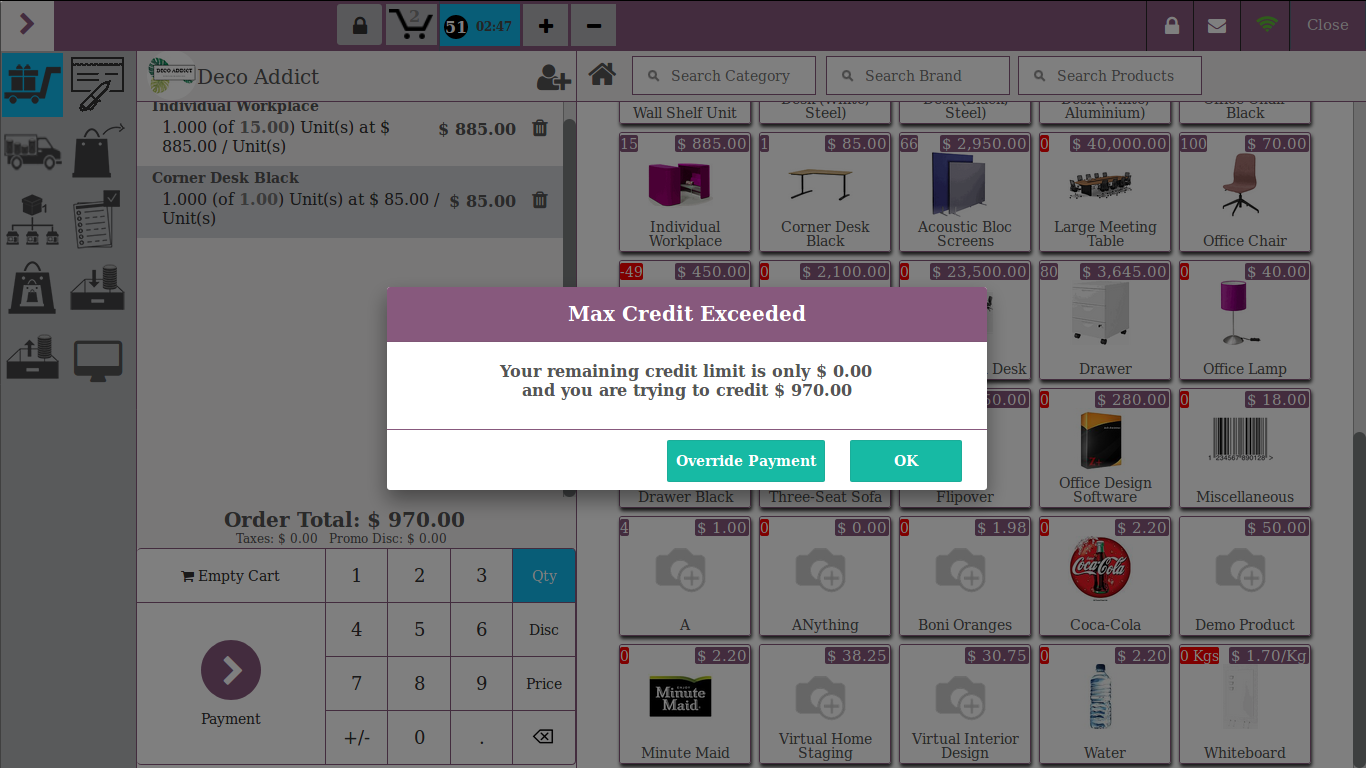 2
51 02:47
Close
DECO ADDICT
Deco Addict
Search Category
Search Brand
Search Products
Individual Workplace
1.000 (of 15.00) Unit(s) at $
885.00 / Unit(s)
$ 885.00
Corner Desk Black
1.000 (of 1.00) Unit(s) at $ 85.00 /
Unit(s)
$ 85.00
Wall Shelf Unit
Desk (White,
Steel)
Desk (Black,
Steel)
Desk (White,
Aluminium)
Office Chair
Black
15 $ 885.00
Individual
Workplace
1 $ 85.00
Corner Desk
Black
66 $ 2,950.00
Acoustic Bloc
Screens
0 $ 40,000.00
Large Meeting
Table
100 $ 70.00
Office Chair
-49 $ 450.00
0 $ 2,100.00
0 $ 23,500.00
Desk
80 $ 3,645.00
Drawer
0 $ 40.00
Office Lamp
Max Credit Exceeded
Your remaining credit limit is only $ 0.00
and you are trying to credit $ 970.00
Override Payment
OK
Drawer Black
Three-Seat Sofa
Flipover
0 $ 280.00
Office Design
Software
0 $ 18.00
Miscellaneous
Order Total: $ 970.00
Taxes: $ 0.00 Promo Disc: $ 0.00
4 $ 1.00
A
0 $ 0.00
ANything
0 $ 1.98
Boni Oranges
0 $ 2.20
Coca-Cola
Coca-Cola
$ 50.00
Demo Product
Empty Cart
1 2 3 Qty
4 5 6 Disc
7 8 9 Price
+/- 0 .
Payment
0 $ 2.20
Minute
Maid
Minute Maid
$ 38.25
Virtual Home
Staging
$ 30.75
Virtual Interior
Design
0 $ 2.20
Water
0 Kgs $ 1.70/Kg
Whiteboard